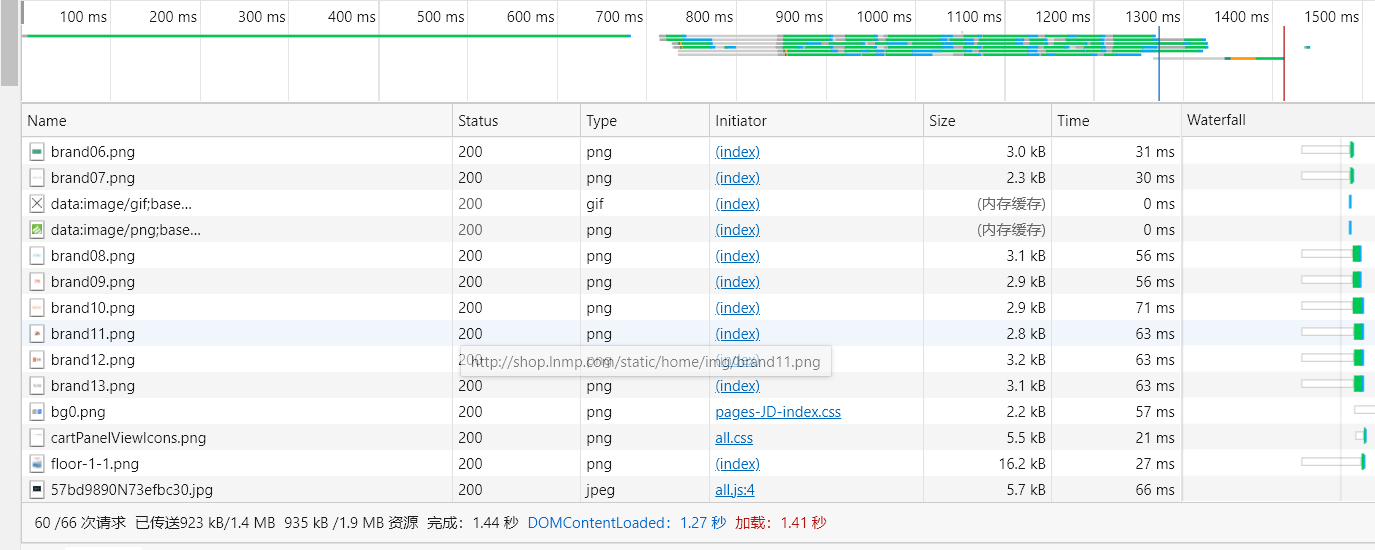 100 ms 200 ms 300 ms 400 ms 500 ms 600 ms 700 ms 800 ms 900 ms 1000 ms 1100 ms 1200 ms 1300 ms 1400 ms 1500 ms
Name Status Type Initiator Size Time Waterfall
brand06.png 200 png (index) 3.0 kB 31 ms
brand07.png 200 png (index) 2.3 kB 30 ms
data:image/gif;base... 200 gif (index) (内存缓存) 0 ms
data:image/png;base... 200 png (index) (内存缓存) 0 ms
brand08.png 200 png (index) 3.1 kB 56 ms
brand09.png 200 png (index) 2.9 kB 56 ms
brand10.png 200 png (index) 2.9 kB 71 ms
brand11.png 200 png (index) 2.8 kB 63 ms
brand12.png 200 png (index) 3.2 kB 63 ms
http://shop.lnmp.com/static/home/img/brand11.png
brand13.png 200 png (index) 3.1 kB 63 ms
bg0.png 200 png pages-JD-index.css 2.2 kB 57 ms
cartPanelViewIcons.png 200 png all.css 5.5 kB 21 ms
floor-1-1.png 200 png (index) 16.2 kB 27 ms
57bd9890N73efbc30.jpg 200 jpeg all.js:4 5.7 kB 66 ms
60 /66 次请求 已传送923 kB/1.4 MB 935 kB /1.9 MB 资源 完成：1.44 秒 DOMContentLoaded：1.27 秒 加载：1.41 秒